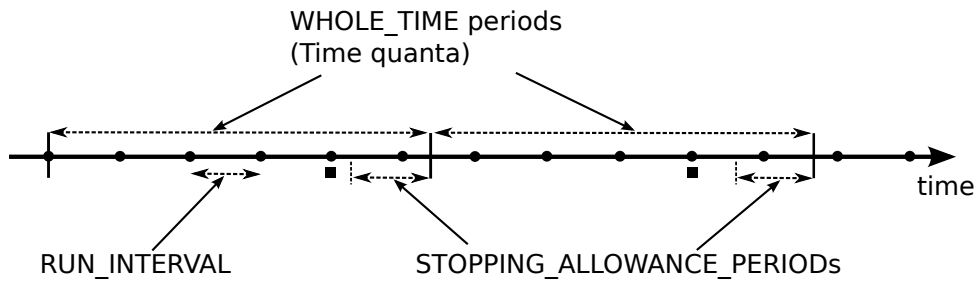 WHOLE_TIME periods
(Time quanta)
time
RUN_INTERVAL
STOPPING_ALLOWANCE_PERIODs